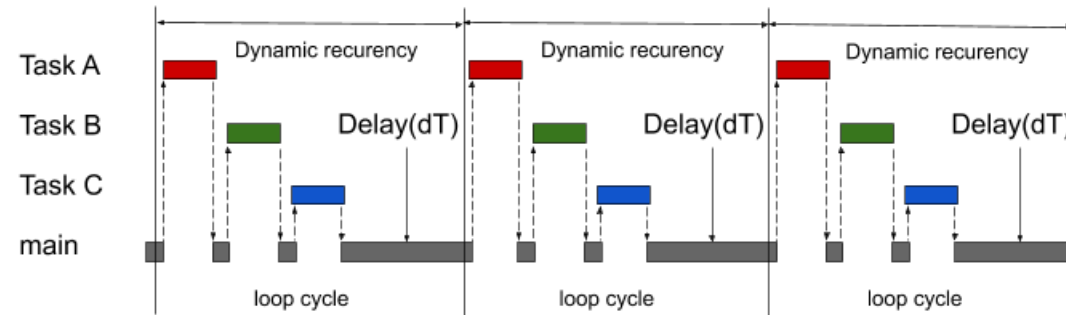 Dynamic recurency Dynamic recurency Dynamic recurency
Task A
Task B Delay(dT) Delay(dT) Delay(dT)
Task C
main
loop cycle loop cycle loop cycle